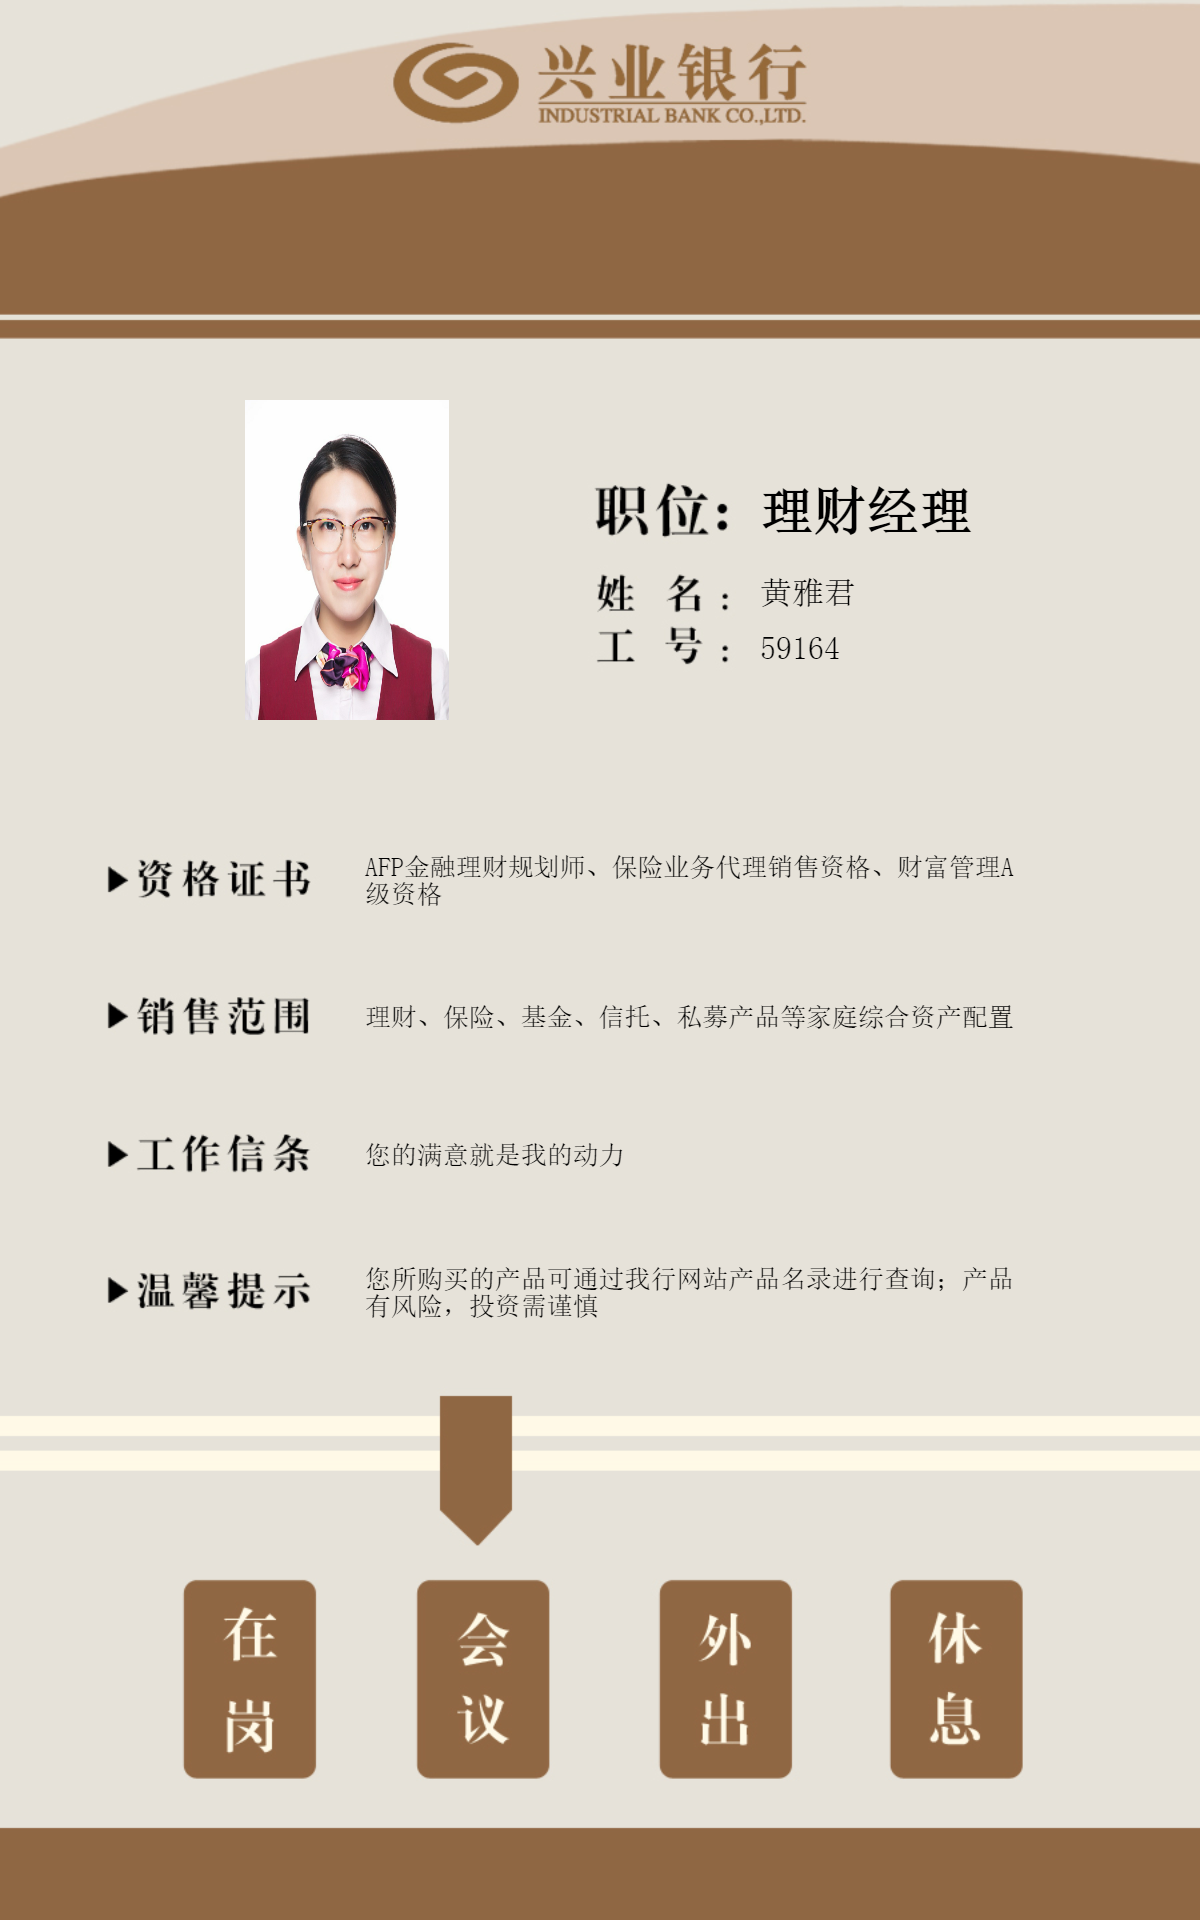 兴业银行
INDUSTRIAL BANK CO.,LTD.
职位：理财经理
姓 名：黄雅君
工 号：59164
资格证书
AFP金融理财规划师、保险业务代理销售资格、财富管理A
级资格
销售范围
理财、保险、基金、信托、私募产品等家庭综合资产配置
工作信条
您的满意就是我的动力
温馨提示
您所购买的产品可通过我行网站产品名录进行查询；产品
有风险，投资需谨慎
在岗
会议
外出
休息